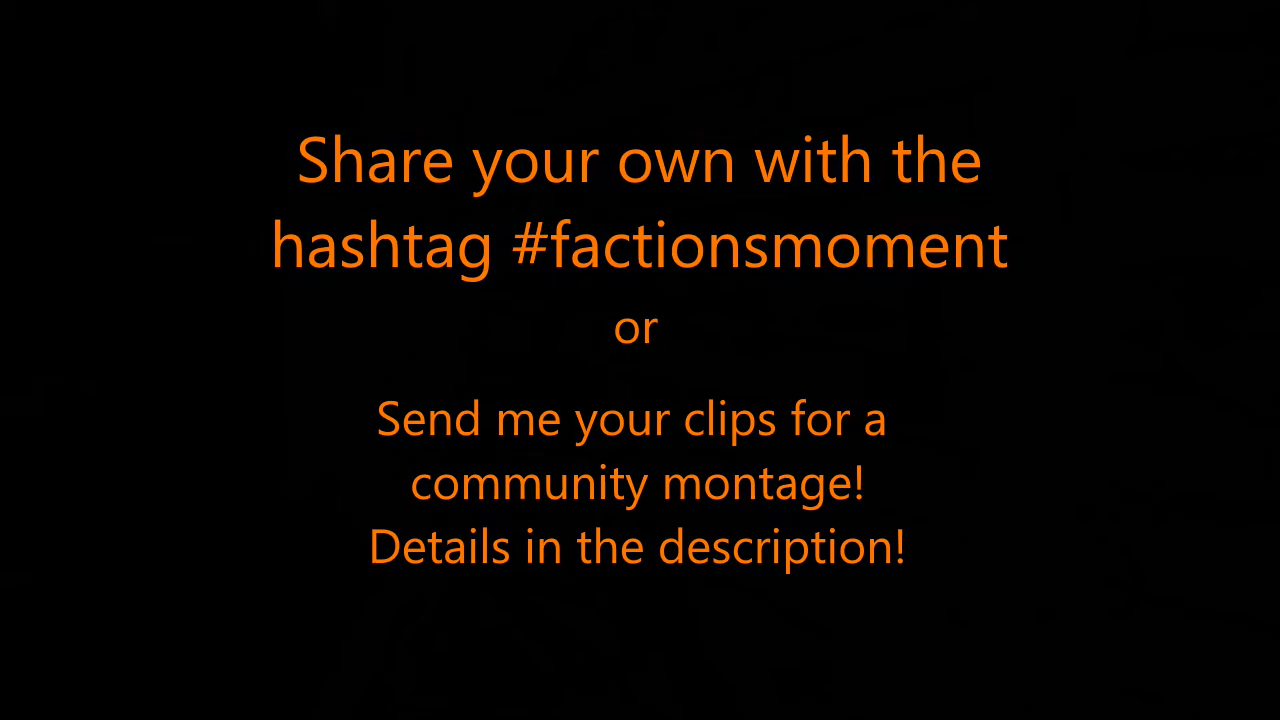 Share your own with the
hashtag #factionsmoment
or
Send me your clips for a
community montage!
Details in the description!